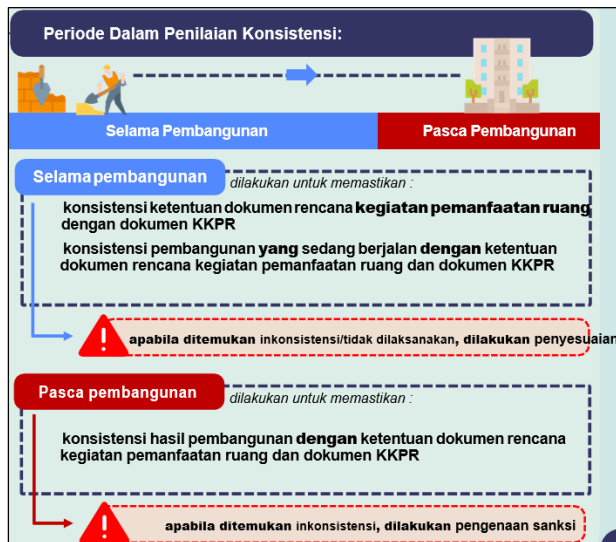 Periode Dalam Penilaian Konsistensi:
Selama Pembangunan
Pasca Pembangunan
Selama pembangunan
dilakukan untuk memastikan :
konsistensi ketentuan dokumen rencana kegiatan pemanfaatan ruang
dengan dokumen KKPR
konsistensi pembangunan yang sedang berjalan dengan ketentuan
dokumen rencana kegiatan pemanfaatan ruang dan dokumen KKPR
apabila ditemukan inkonsistensi/tidak dilaksanakan, dilakukan penyesuaian
Pasca pembangunan
dilakukan untuk memastikan :
konsistensi hasil pembangunan dengan ketentuan dokumen rencana
kegiatan pemanfaatan ruang dan dokumen KKPR
apabila ditemukan inkonsistensi, dilakukan pengenaan sanksi